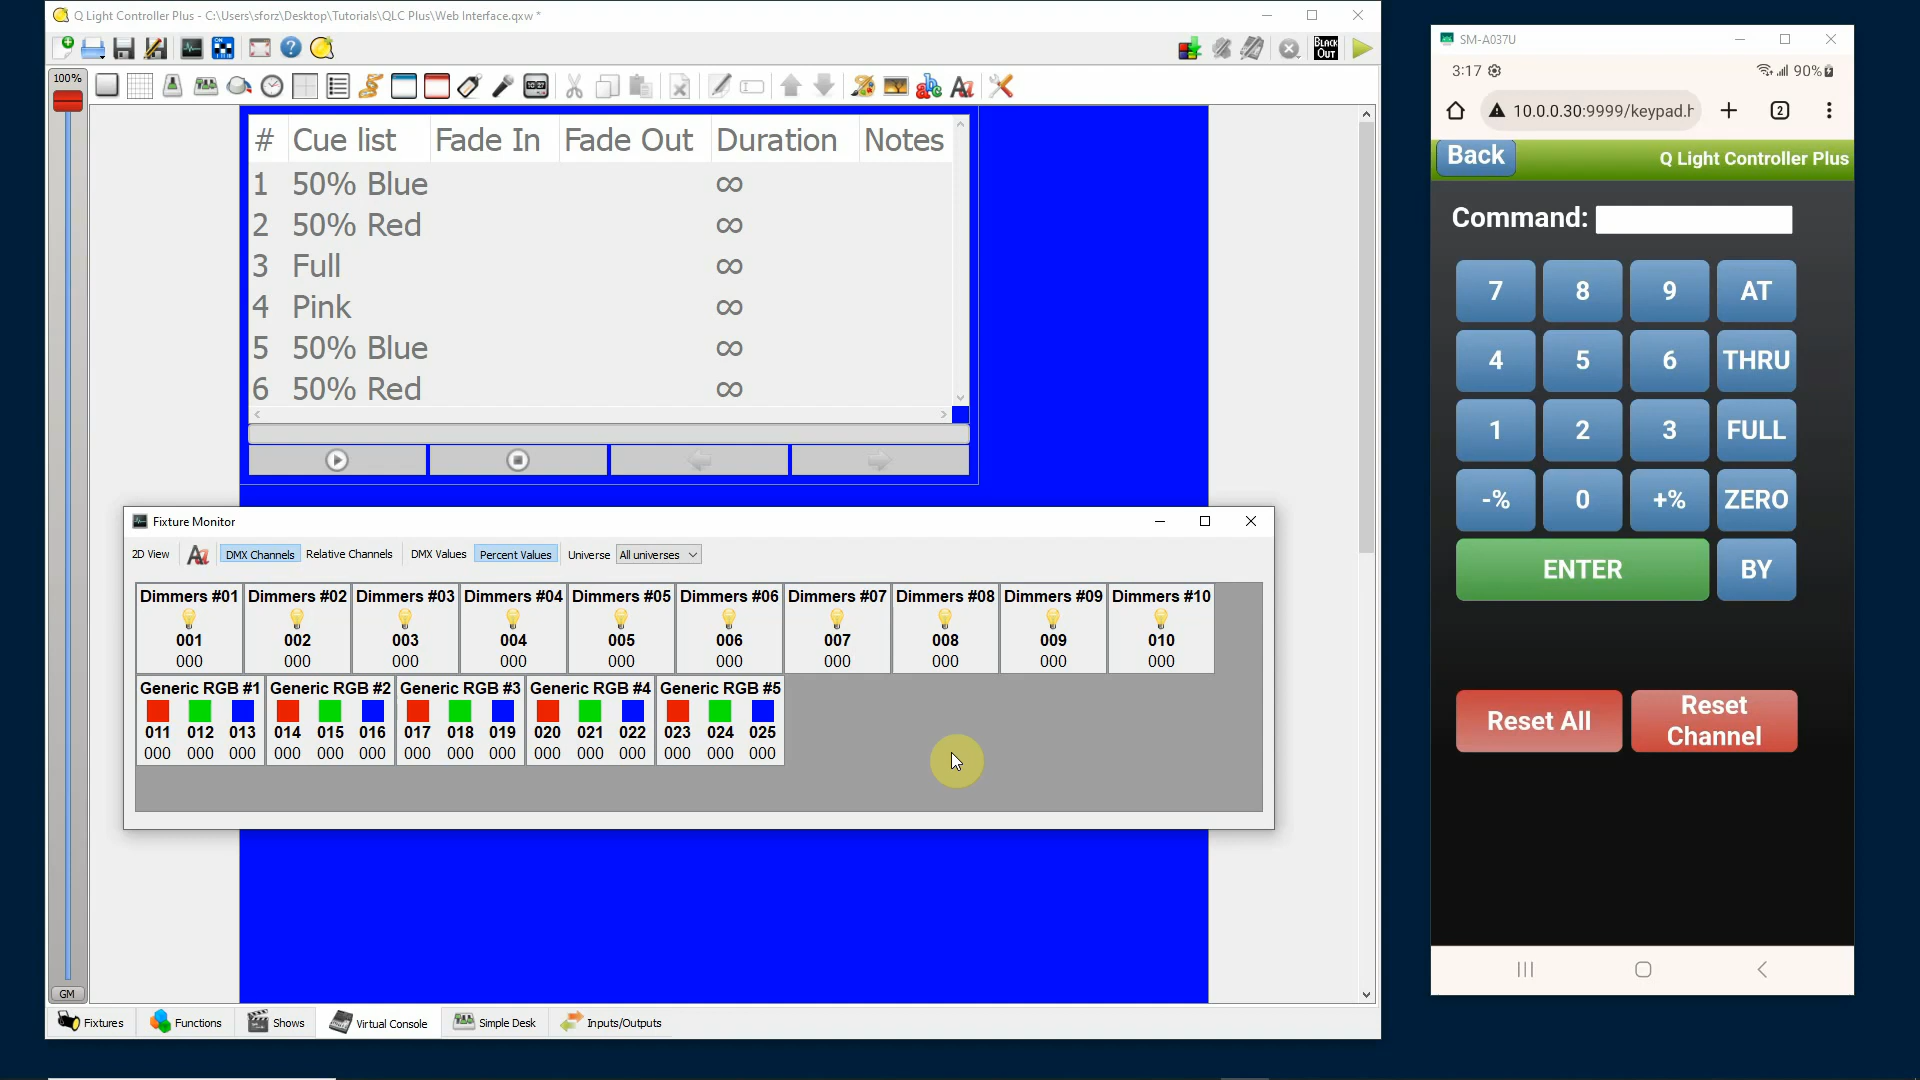 Q Light Controller Plus - C:\Users\sforz\Desktop\Tutorials\QLC Plus\Web Interface.qxw *
100%
# Cue list Fade In Fade Out Duration Notes
1 50% Blue ∞
2 50% Red ∞
3 Full ∞
4 Pink ∞
5 50% Blue ∞
6 50% Red ∞
Fixture Monitor
2D View DMX Channels Relative Channels DMX Values Percent Values Universe All universes
Dimmers #01 Dimmers #02 Dimmers #03 Dimmers #04 Dimmers #05 Dimmers #06 Dimmers #07 Dimmers #08 Dimmers #09 Dimmers #10
001 002 003 004 005 006 007 008 009 010
000 000 000 000 000 000 000 000 000 000
Generic RGB #1 Generic RGB #2 Generic RGB #3 Generic RGB #4 Generic RGB #5
011 012 013 014 015 016 017 018 019 020 021 022 023 024 025
000 000 000 000 000 000 000 000 000 000 000 000 000 000 000
GM
Fixtures Functions Shows Virtual Console Simple Desk Inputs/Outputs
BLACK OUT
SM-A037U
3:17 90%
10.0.0.30:9999/keypad.h 2
Back Q Light Controller Plus
Command:
7 8 9 AT
4 5 6 THRU
1 2 3 FULL
-% 0 +% ZERO
ENTER BY
Reset All Reset Channel